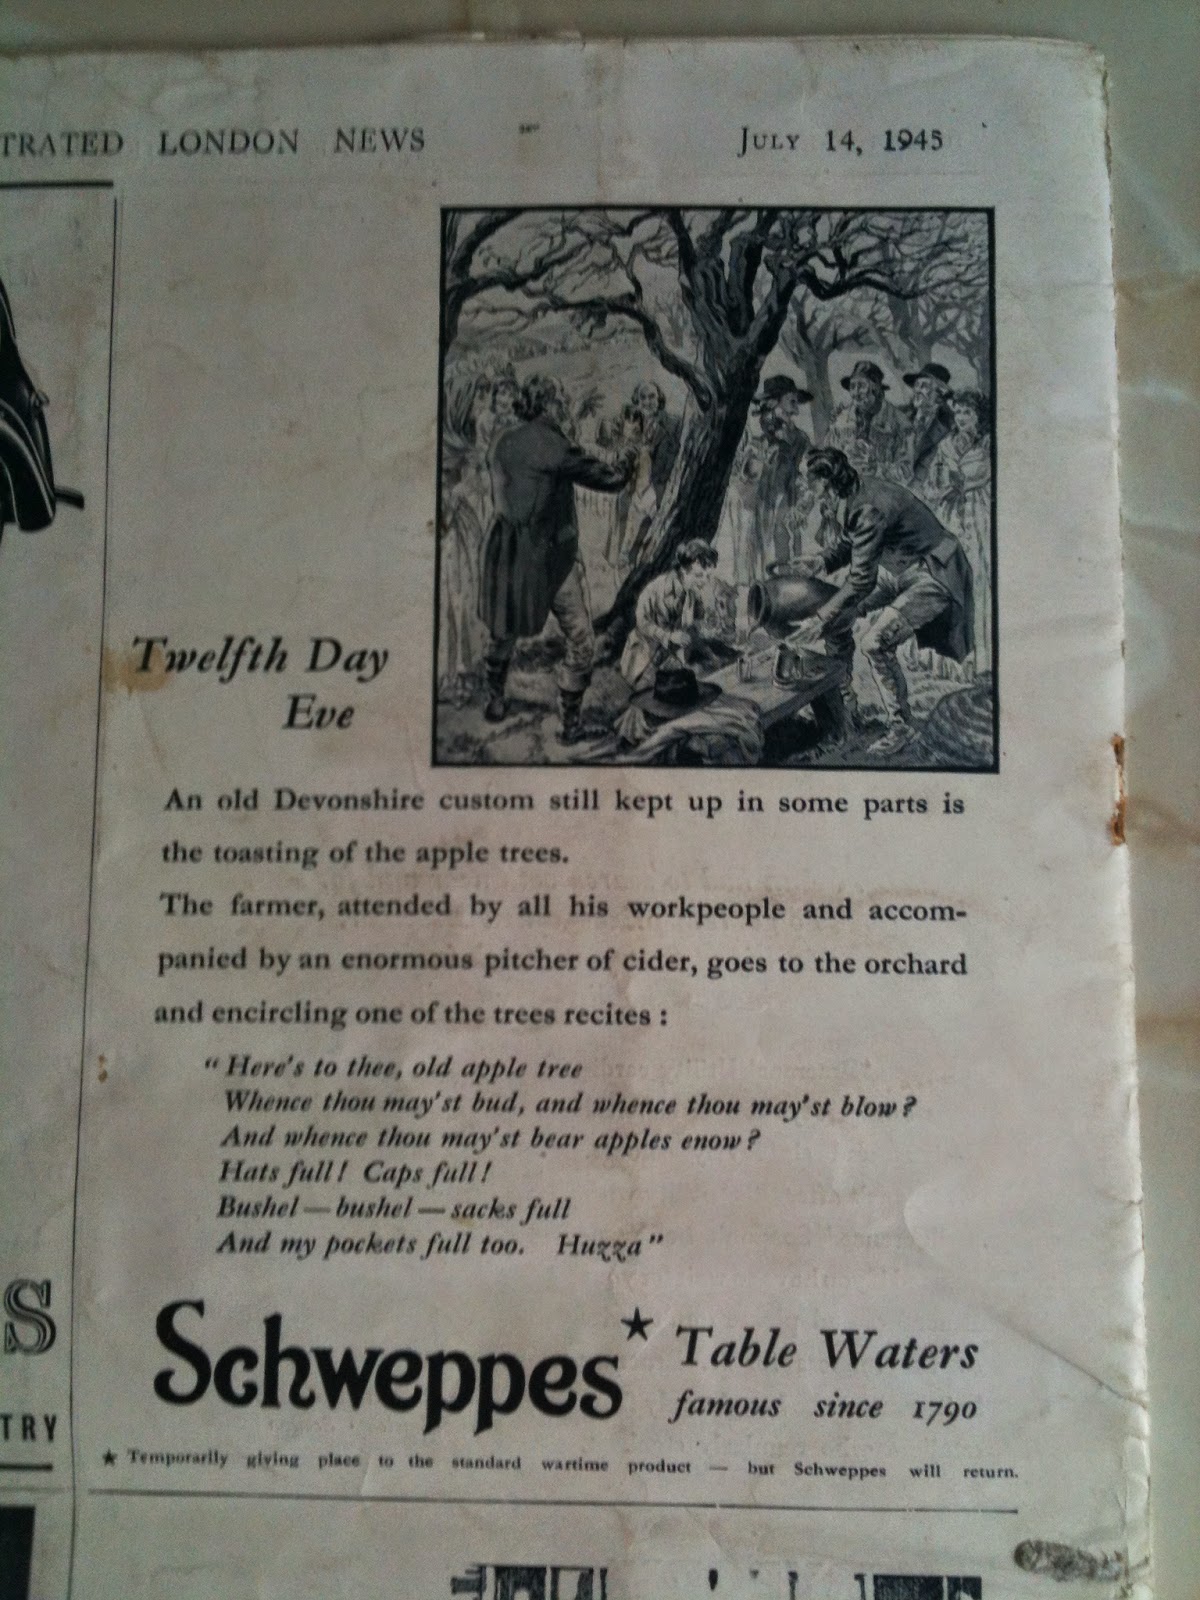 TRATED LONDON NEWS
July 14, 1945
Twelfth Day
Eve
An old Devonshire custom still kept up in some parts is
the toasting of the apple trees.
The farmer, attended by all his workpeople and accom-
panied by an enormous pitcher of cider, goes to the orchard
and encircling one of the trees recites :
“ Here's to thee, old apple tree
Whence thou may'st bud, and whence thou may'st blow ?
And whence thou may'st bear apples enow ?
Hats full ! Caps full !
Bushel — bushel — sacks full
And my pockets full too. Huzza ”
Schweppes★ Table Waters
famous since 1790
★ Temporarily giving place to the standard wartime product — but Schweppes will return.
S
TRY